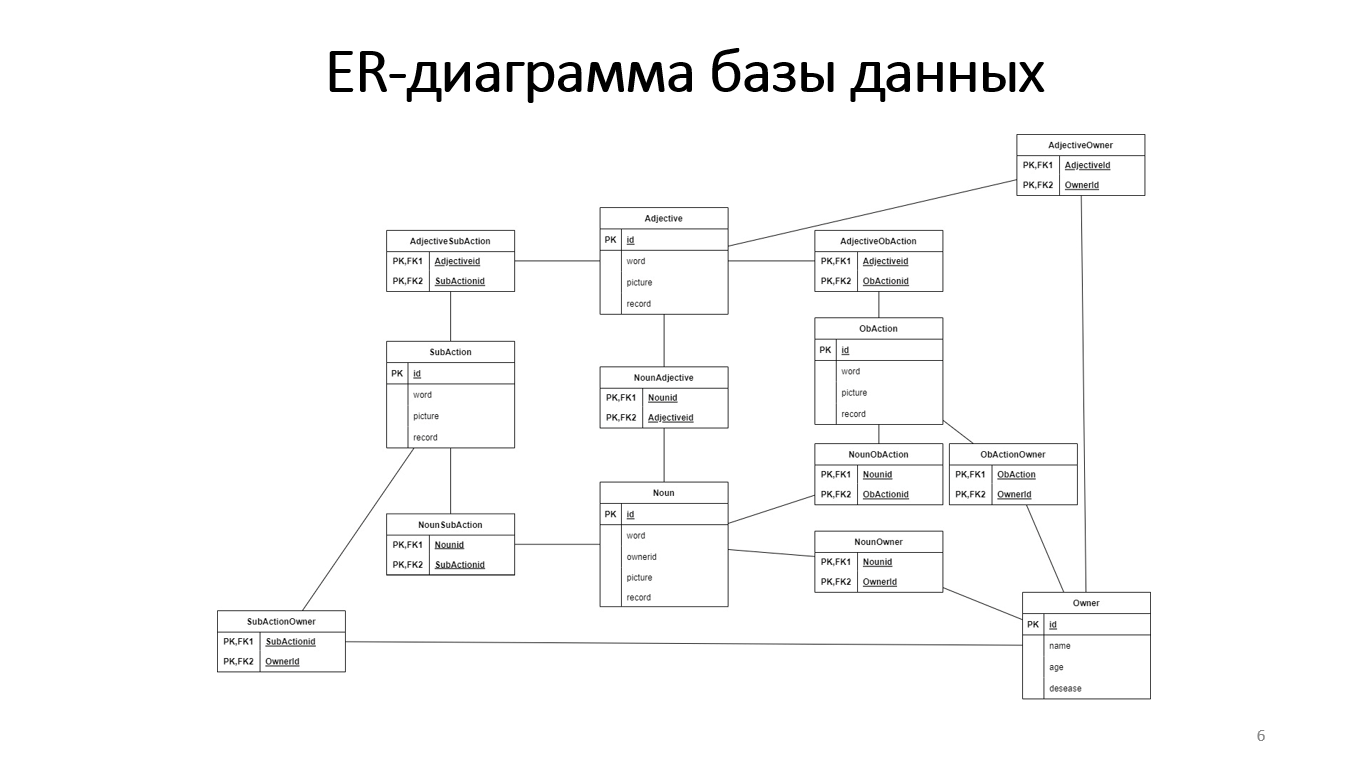 ER-диаграмма базы данных
AdjectiveOwner
PK,FK1 AdjectiveId
PK,FK2 OwnerId
Adjective
PK id
word
picture
record
AdjectiveSubAction
PK,FK1 Adjectiveid
PK,FK2 SubActionid
AdjectiveObAction
PK,FK1 Adjectiveid
PK,FK2 ObActionid
SubAction
PK id
word
picture
record
NounAdjective
PK,FK1 Nounid
PK,FK2 Adjectiveid
ObAction
PK id
word
picture
record
NounObAction
PK,FK1 Nounid
PK,FK2 ObActionid
ObActionOwner
PK,FK1 ObAction
PK,FK2 OwnerId
NounSubAction
PK,FK1 Nounid
PK,FK2 SubActionid
Noun
PK id
word
ownerid
picture
record
NounOwner
PK,FK1 Nounid
PK,FK2 OwnerId
SubActionOwner
PK,FK1 SubActionid
PK,FK2 OwnerId
Owner
PK id
name
age
desease
6